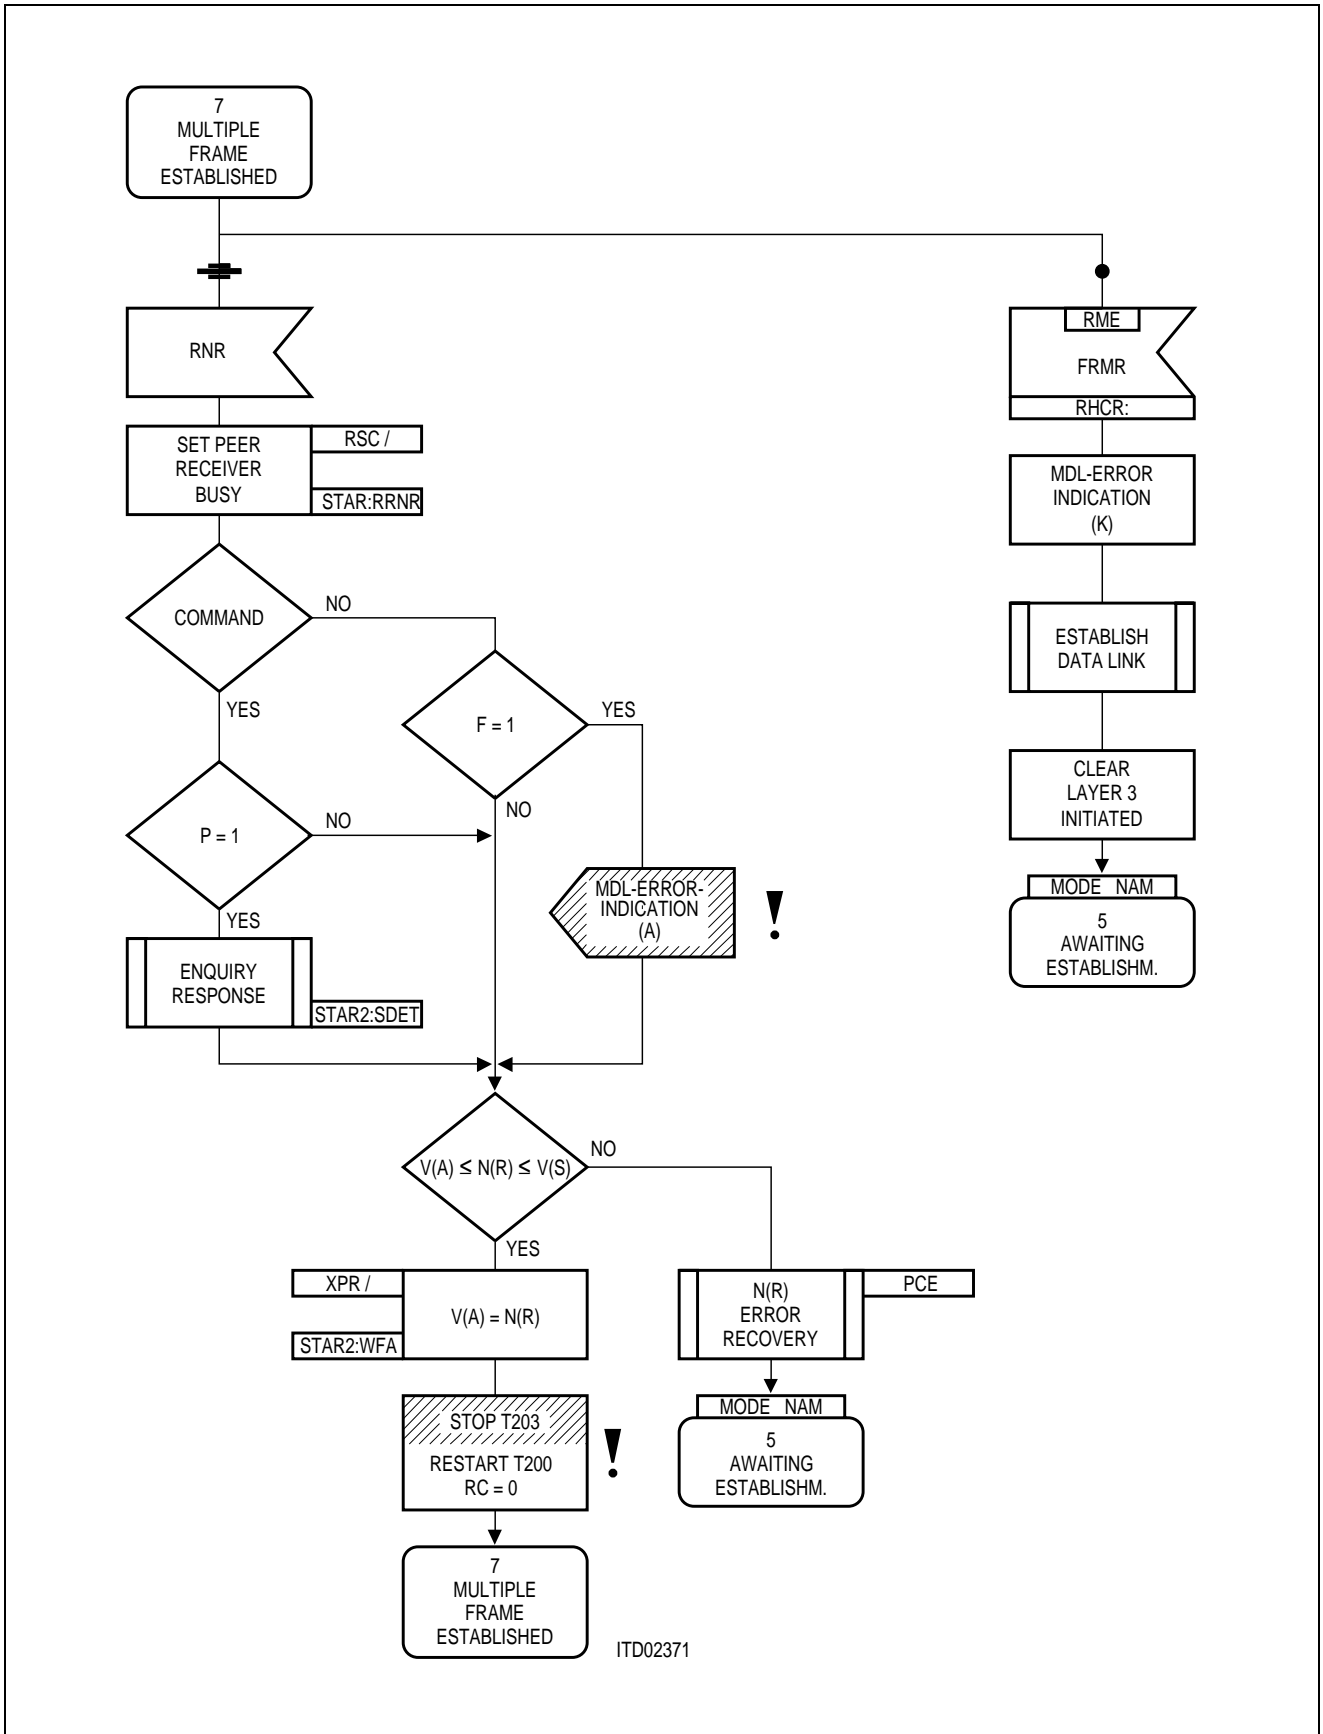 7
MULTIPLE
FRAME
ESTABLISHED
RNR
RME
FRMR
RHCR:
SET PEER
RECEIVER
BUSY
RSC /
STAR:RRNR
MDL-ERROR
INDICATION
(K)
COMMAND
NO
YES
F = 1
YES
NO
ESTABLISH
DATA LINK
P = 1
NO
YES
CLEAR
LAYER 3
INITIATED
MDL-ERROR-
INDICATION
(A)
!
MODE NAM
5
AWAITING
ESTABLISHM.
ENQUIRY
RESPONSE
STAR2:SDET
V(A) ≤ N(R) ≤ V(S)
NO
YES
XPR /
STAR2:WFA
V(A) = N(R)
N(R)
ERROR
RECOVERY
PCE
STOP T203
RESTART T200
RC = 0
!
MODE NAM
5
AWAITING
ESTABLISHM.
7
MULTIPLE
FRAME
ESTABLISHED
ITD02371